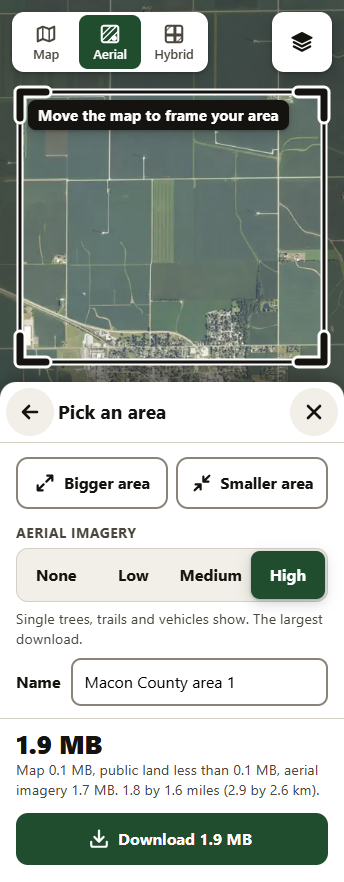 Map
Aerial
Hybrid
Move the map to frame your area
Pick an area
Bigger area
Smaller area
AERIAL IMAGERY
None
Low
Medium
High
Single trees, trails and vehicles show. The largest
download.
Name
Macon County area 1
1.9 MB
Map 0.1 MB, public land less than 0.1 MB, aerial
imagery 1.7 MB. 1.8 by 1.6 miles (2.9 by 2.6 km).
Download 1.9 MB